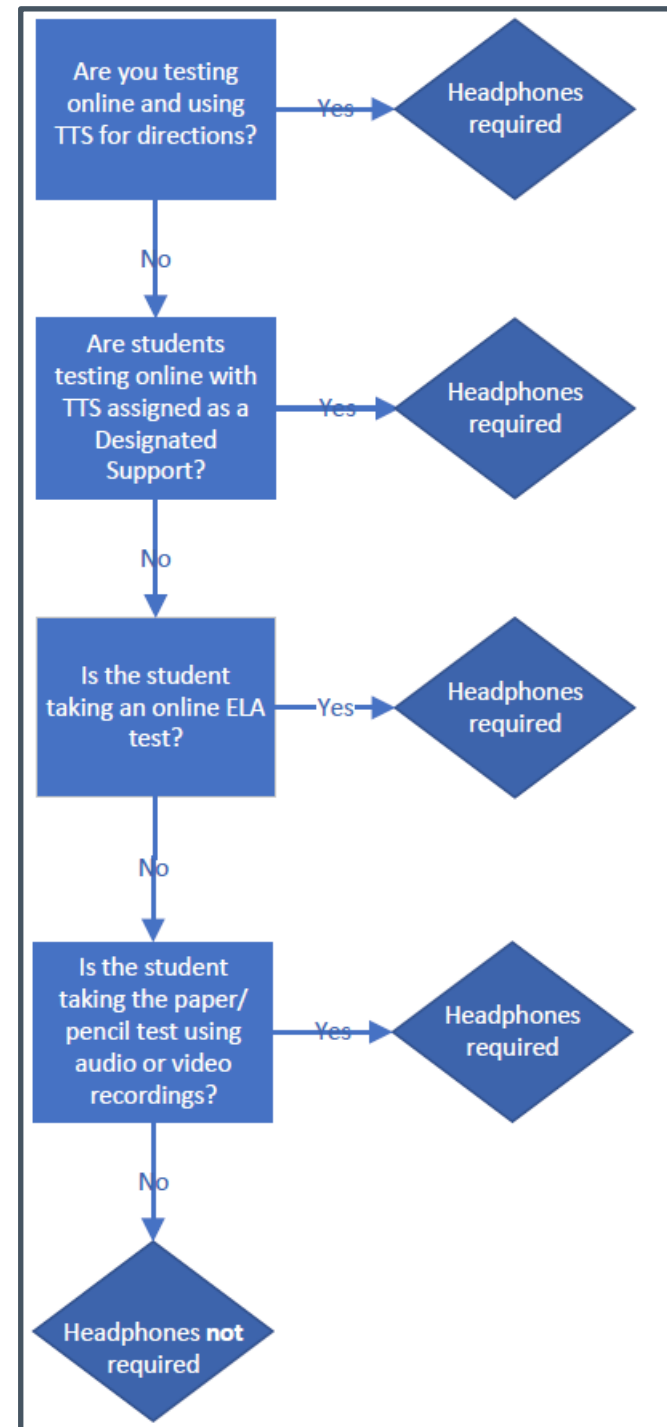 Are you testing
online and using
TTS for directions?
Yes
Headphones
required
No
Are students
testing online with
TTS assigned as a
Designated
Support?
Yes
Headphones
required
No
Is the student
taking an online ELA
test?
Yes
Headphones
required
No
Is the student
taking the paper/
pencil test using
audio or video
recordings?
Yes
Headphones
required
No
Headphones not
required